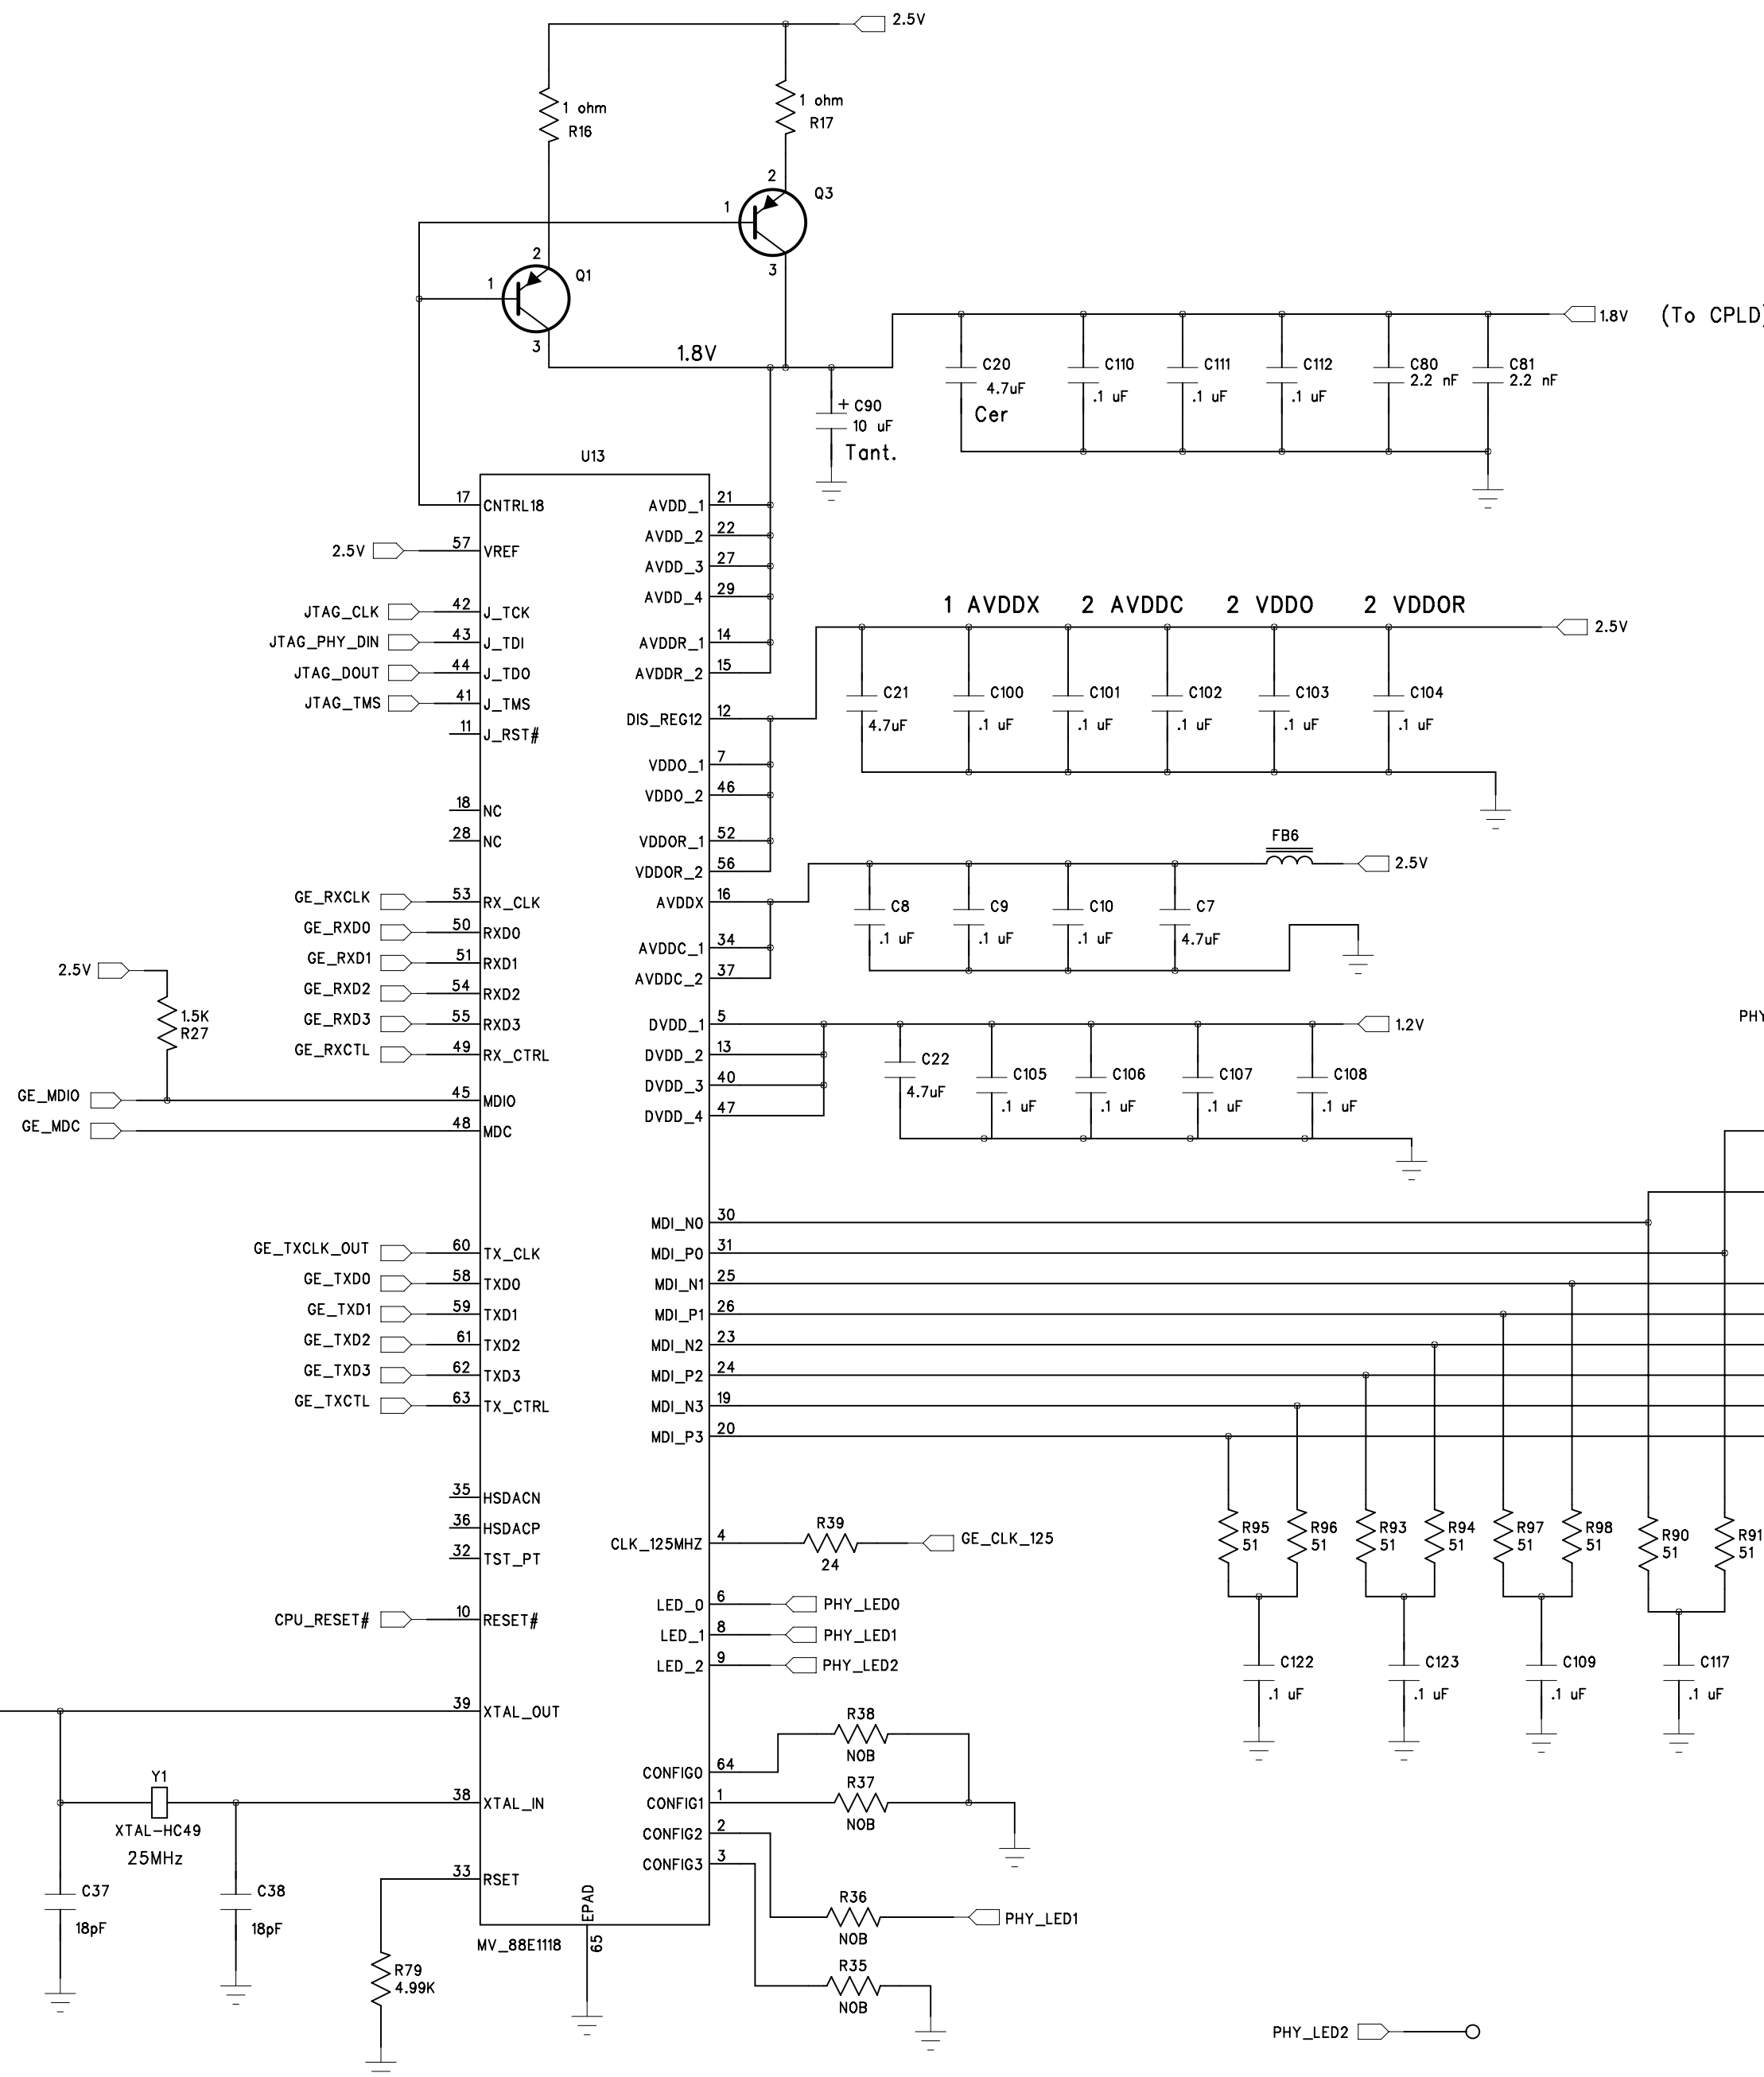 2.5V
1 ohm
R16
1 ohm
R17
2
Q3
1
3
2
Q1
1
3
1.8V
1.8V (To CPLD)
C20
4.7uF
Cer
C110
.1 uF
C111
.1 uF
C112
.1 uF
C80
2.2 nF
C81
2.2 nF
+ C90
10 uF
Tant.
U13
17 CNTRL18
2.5V 57 VREF
JTAG_CLK 42 J_TCK
JTAG_PHY_DIN 43 J_TDI
JTAG_DOUT 44 J_TDO
JTAG_TMS 41 J_TMS
11 J_RST#
18 NC
28 NC
GE_RXCLK 53 RX_CLK
GE_RXD0 50 RXD0
GE_RXD1 51 RXD1
GE_RXD2 54 RXD2
GE_RXD3 55 RXD3
GE_RXCTL 49 RX_CTRL
2.5V
1.5K
R27
GE_MDIO 45 MDIO
GE_MDC 48 MDC
GE_TXCLK_OUT 60 TX_CLK
GE_TXD0 58 TXD0
GE_TXD1 59 TXD1
GE_TXD2 61 TXD2
GE_TXD3 62 TXD3
GE_TXCTL 63 TX_CTRL
35 HSDACN
36 HSDACP
32 TST_PT
CPU_RESET# 10 RESET#
39 XTAL_OUT
38 XTAL_IN
Y1
XTAL-HC49
25MHz
C37
18pF
C38
18pF
33 RSET
R79
4.99K
EPAD
65
MV_88E1118
AVDD_1 21
AVDD_2 22
AVDD_3 27
AVDD_4 29
AVDDR_1 14
AVDDR_2 15
DIS_REG12 12
VDDO_1 7
VDDO_2 46
VDDOR_1 52
VDDOR_2 56
AVDDX 16
AVDDC_1 34
AVDDC_2 37
DVDD_1 5
DVDD_2 13
DVDD_3 40
DVDD_4 47
1 AVDDX 2 AVDDC 2 VDDO 2 VDDOR
2.5V
C21
4.7uF
C100
.1 uF
C101
.1 uF
C102
.1 uF
C103
.1 uF
C104
.1 uF
FB6
2.5V
C8
.1 uF
C9
.1 uF
C10
.1 uF
C7
4.7uF
1.2V
C22
4.7uF
C105
.1 uF
C106
.1 uF
C107
.1 uF
C108
.1 uF
PHY
MDI_N0 30
MDI_P0 31
MDI_N1 25
MDI_P1 26
MDI_N2 23
MDI_P2 24
MDI_N3 19
MDI_P3 20
R95
51
R96
51
R93
51
R94
51
R97
51
R98
51
R90
51
R91
51
C122
.1 uF
C123
.1 uF
C109
.1 uF
C117
.1 uF
CLK_125MHZ 4
R39
24
GE_CLK_125
LED_0 6 PHY_LED0
LED_1 8 PHY_LED1
LED_2 9 PHY_LED2
CONFIG0 64
R38
NOB
CONFIG1 1
R37
NOB
CONFIG2 2
CONFIG3 3
R36
NOB
PHY_LED1
R35
NOB
PHY_LED2